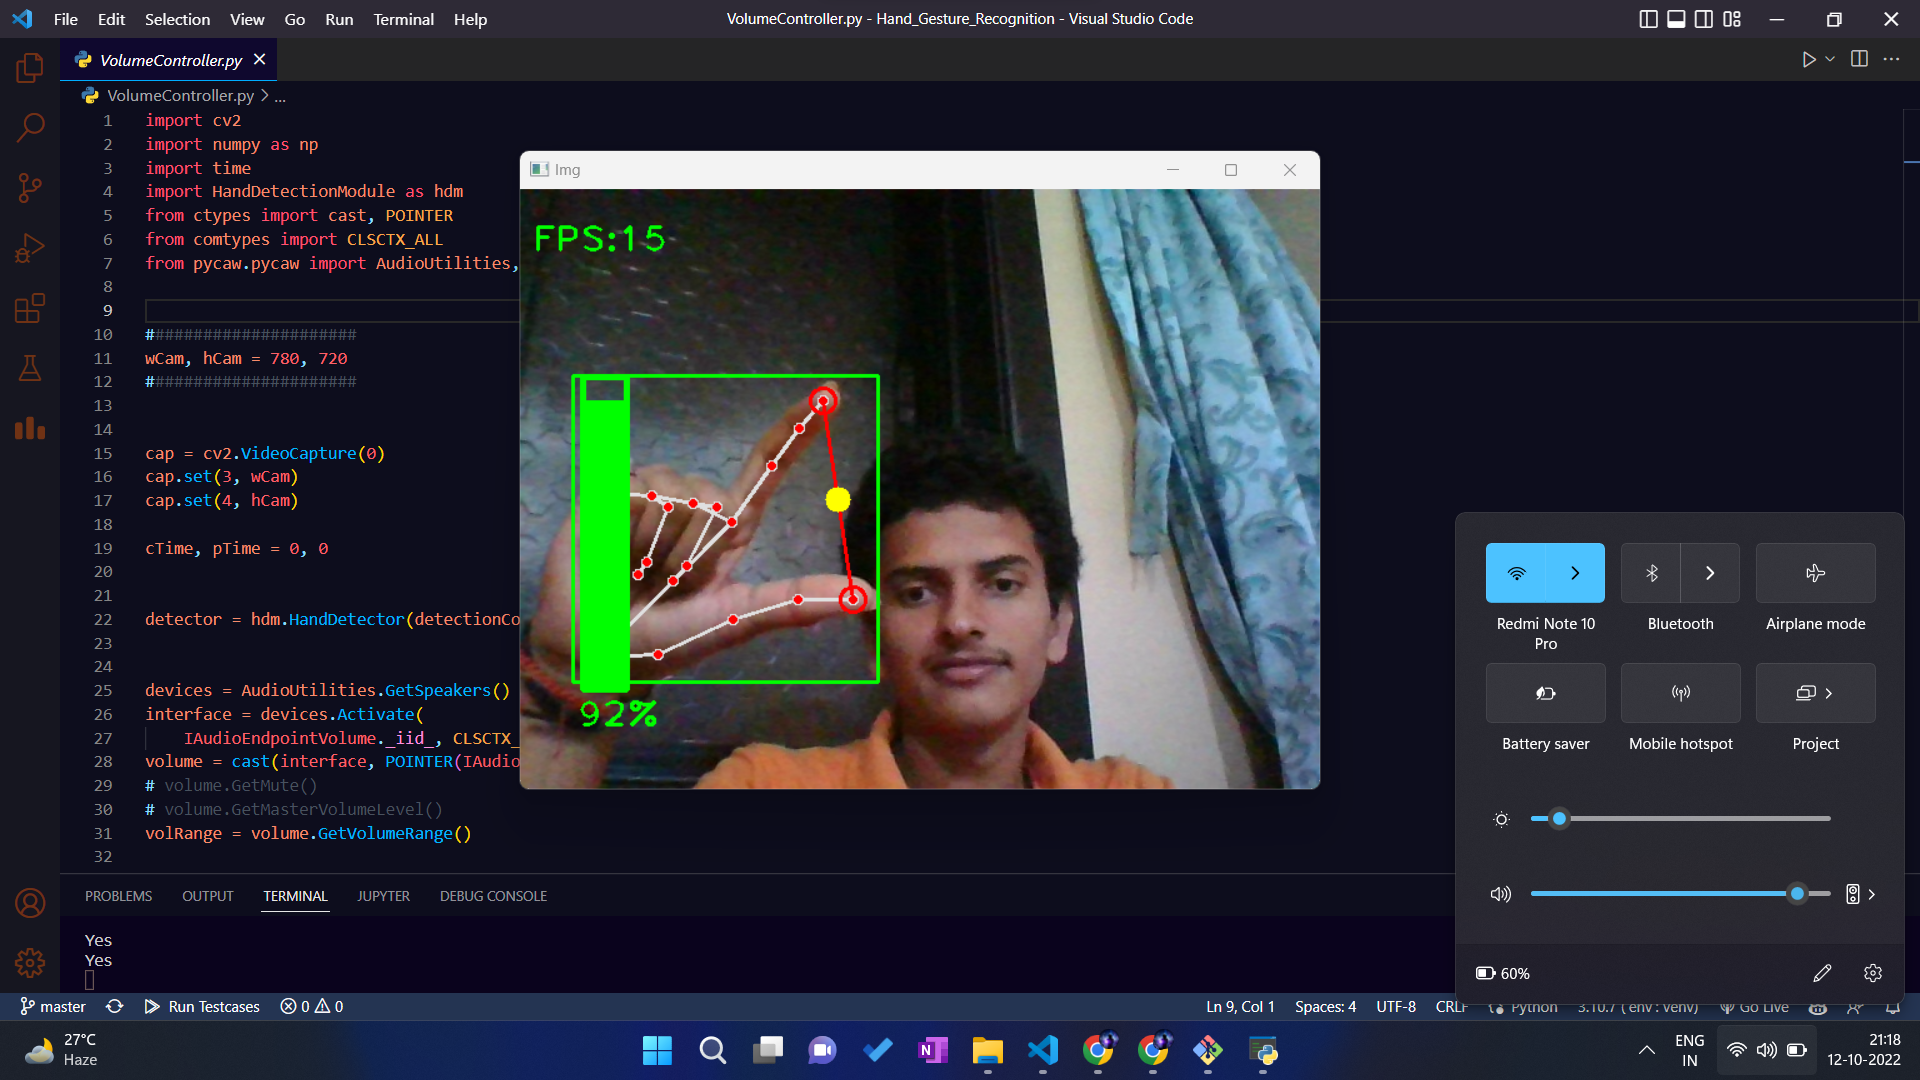 File Edit Selection View Go Run Terminal Help
VolumeController.py - Hand_Gesture_Recognition - Visual Studio Code
VolumeController.py
VolumeController.py > ...
1 import cv2
2 import numpy as np
3 import time
4 import HandDetectionModule as hdm
5 from ctypes import cast, POINTER
6 from comtypes import CLSCTX_ALL
7 from pycaw.pycaw import AudioUtilities,
8
9
10 ######################
11 wCam, hCam = 780, 720
12 ######################
13
14
15 cap = cv2.VideoCapture(0)
16 cap.set(3, wCam)
17 cap.set(4, hCam)
18
19 cTime, pTime = 0, 0
20
21
22 detector = hdm.HandDetector(detectionCo
23
24
25 devices = AudioUtilities.GetSpeakers()
26 interface = devices.Activate(
27 IAudioEndpointVolume._iid_, CLSCTX_
28 volume = cast(interface, POINTER(IAudio
29 # volume.GetMute()
30 # volume.GetMasterVolumeLevel()
31 volRange = volume.GetVolumeRange()
32
Img
FPS:15
92%
Redmi Note 10 Pro
Bluetooth
Airplane mode
Battery saver
Mobile hotspot
Project
60%
PROBLEMS OUTPUT TERMINAL JUPYTER DEBUG CONSOLE
Yes
Yes
master Run Testcases 0 0
Ln 9, Col 1 Spaces: 4 UTF-8 CRLF Python 3.10.7 ('env': venv) Go Live
27°C
Haze
ENG
IN
21:18
12-10-2022